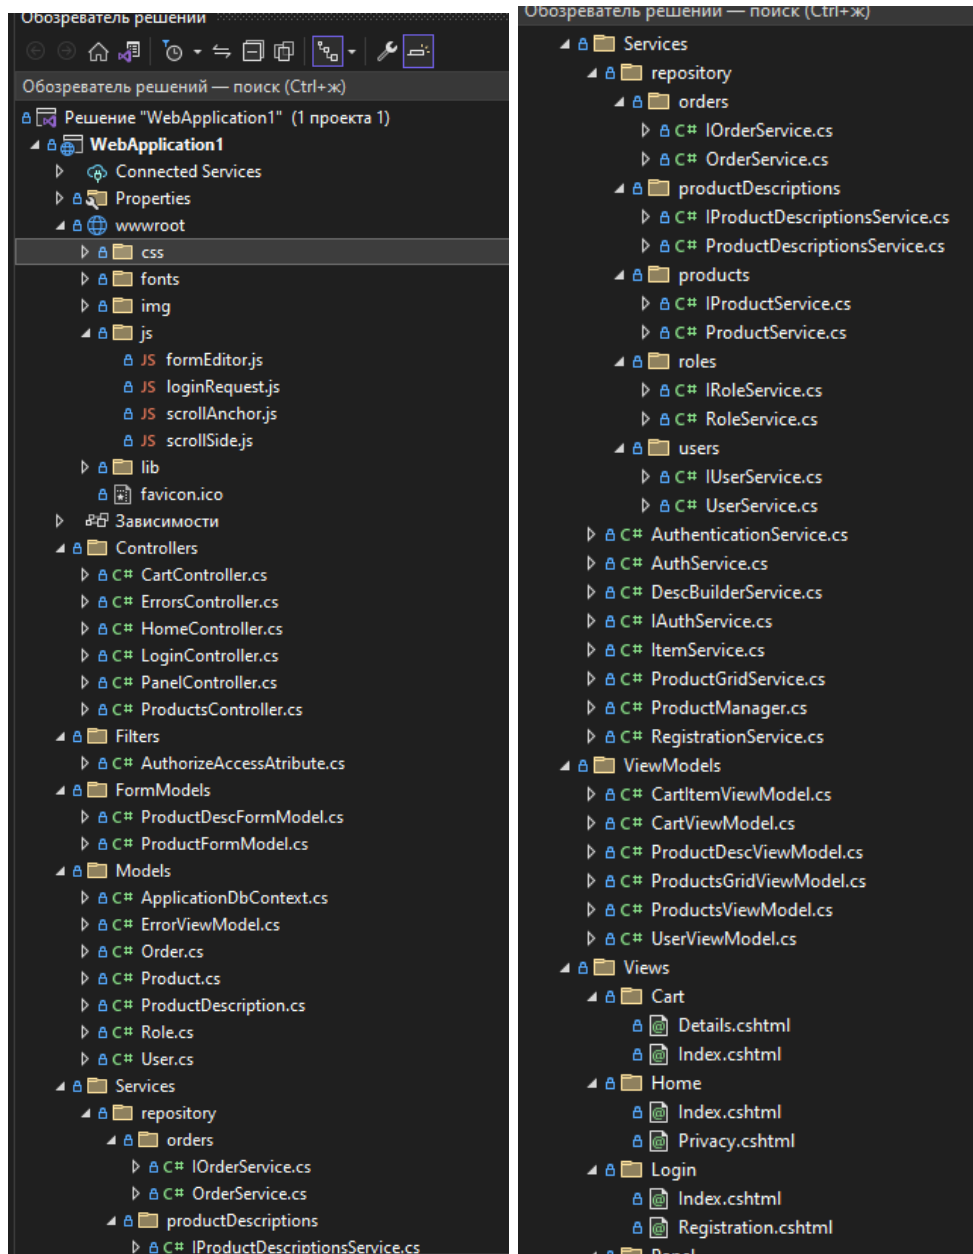 Обозреватель решений
Обозреватель решений — поиск (Ctrl+ж)
Решение "WebApplication1" (1 проекта 1)
WebApplication1
Connected Services
Properties
wwwroot
css
fonts
img
js
JS formEditor.js
JS loginRequest.js
JS scrollAnchor.js
JS scrollSide.js
lib
favicon.ico
Зависимости
Controllers
C# CartController.cs
C# ErrorsController.cs
C# HomeController.cs
C# LoginController.cs
C# PanelController.cs
C# ProductsController.cs
Filters
C# AuthorizeAccessAtribute.cs
FormModels
C# ProductDescFormModel.cs
C# ProductFormModel.cs
Models
C# ApplicationDbContext.cs
C# ErrorViewModel.cs
C# Order.cs
C# Product.cs
C# ProductDescription.cs
C# Role.cs
C# User.cs
Services
repository
orders
C# IOrderService.cs
C# OrderService.cs
productDescriptions
C# IProductDescriptionsService.cs
Обозреватель решений — поиск (Ctrl+ж)
Services
repository
orders
C# IOrderService.cs
C# OrderService.cs
productDescriptions
C# IProductDescriptionsService.cs
C# ProductDescriptionsService.cs
products
C# IProductService.cs
C# ProductService.cs
roles
C# IRoleService.cs
C# RoleService.cs
users
C# IUserService.cs
C# UserService.cs
C# AuthenticationService.cs
C# AuthService.cs
C# DescBuilderService.cs
C# IAuthService.cs
C# ItemService.cs
C# ProductGridService.cs
C# ProductManager.cs
C# RegistrationService.cs
ViewModels
C# CartItemViewModel.cs
C# CartViewModel.cs
C# ProductDescViewModel.cs
C# ProductsGridViewModel.cs
C# ProductsViewModel.cs
C# UserViewModel.cs
Views
Cart
@ Details.cshtml
@ Index.cshtml
Home
@ Index.cshtml
@ Privacy.cshtml
Login
@ Index.cshtml
@ Registration.cshtml